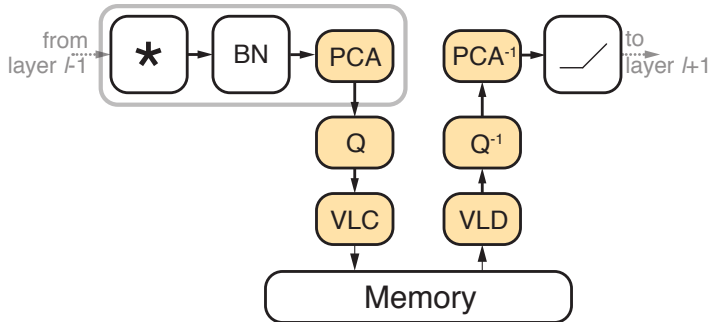 from
layer l-1
*
BN
PCA
PCA⁻¹
to
layer l+1
Q
Q⁻¹
VLC
VLD
Memory